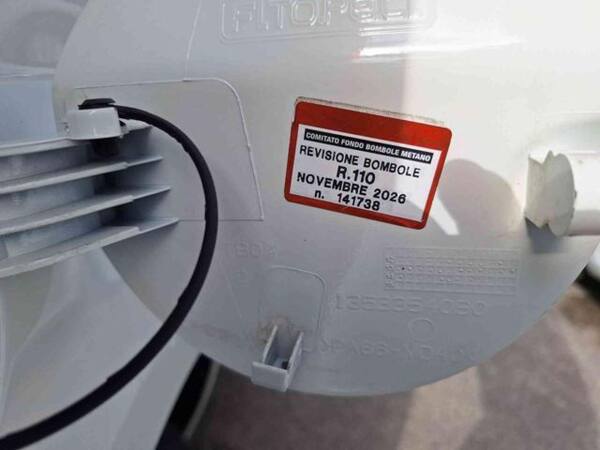 COMITATO FONDO BOMBOLE METANO
REVISIONE BOMBOLE
R.110
NOVEMBRE 2026
n. 141738